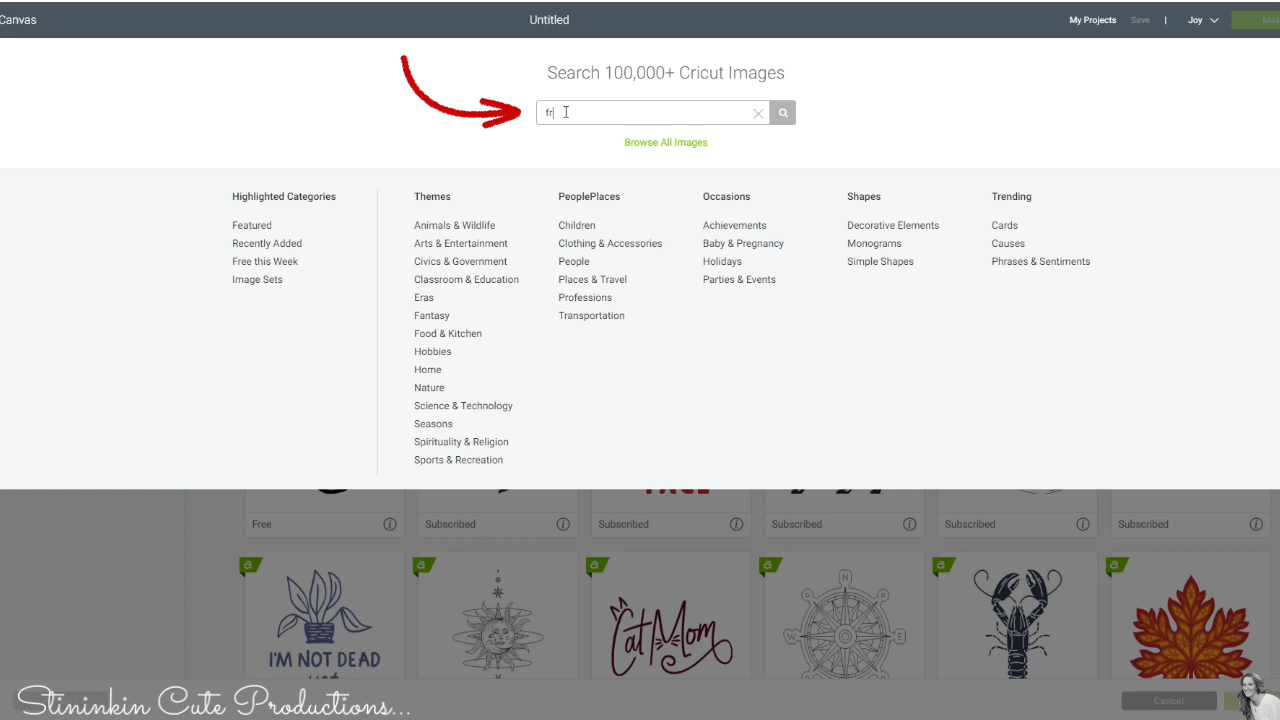 Canvas Untitled My Projects Save | Joy
Search 100,000+ Cricut Images
fr
Browse All Images
Highlighted Categories
Featured
Recently Added
Free this Week
Image Sets
Themes
Animals & Wildlife
Arts & Entertainment
Civics & Government
Classroom & Education
Eras
Fantasy
Food & Kitchen
Hobbies
Home
Nature
Science & Technology
Seasons
Spirituality & Religion
Sports & Recreation
PeoplePlaces
Children
Clothing & Accessories
People
Places & Travel
Professions
Transportation
Occasions
Achievements
Baby & Pregnancy
Holidays
Parties & Events
Shapes
Decorative Elements
Monograms
Simple Shapes
Trending
Cards
Causes
Phrases & Sentiments
Free Subscribed Subscribed Subscribed Subscribed Subscribed
a a a a a a
I'M NOT DEAD
Cat Mom
N
W E
Stininkin Cute Productions...
Cancel